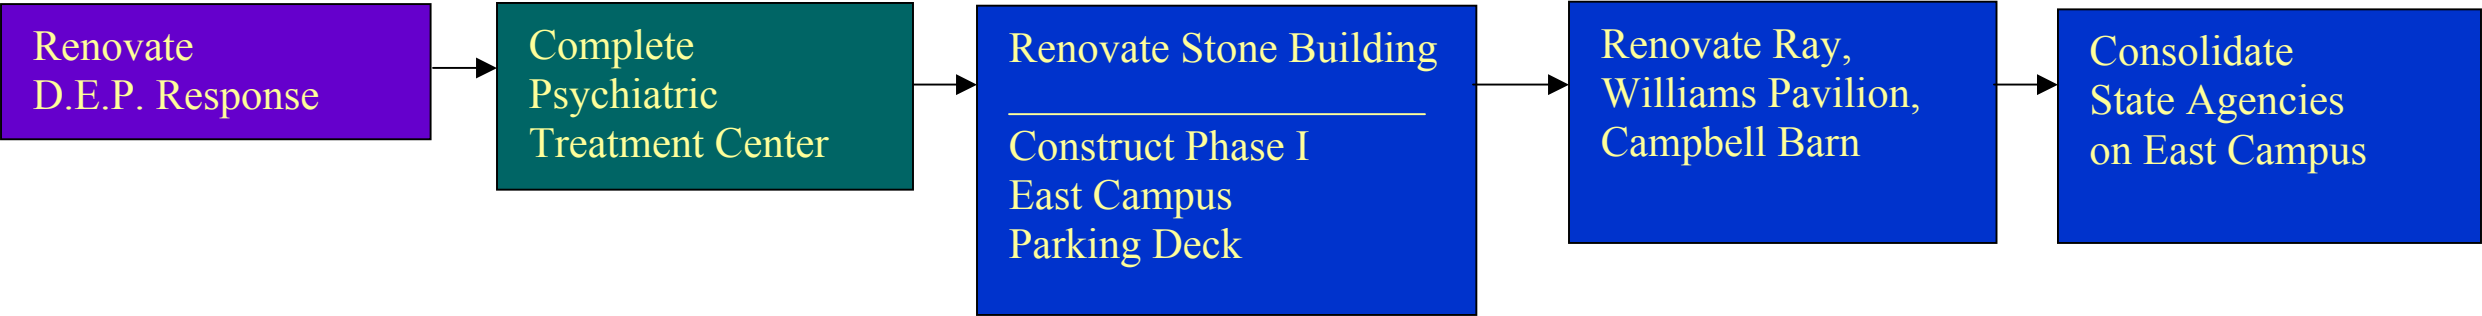 Renovate
D.E.P. Response
Complete
Psychiatric
Treatment Center
Renovate Stone Building
Construct Phase I
East Campus
Parking Deck
Renovate Ray,
Williams Pavilion,
Campbell Barn
Consolidate
State Agencies
on East Campus